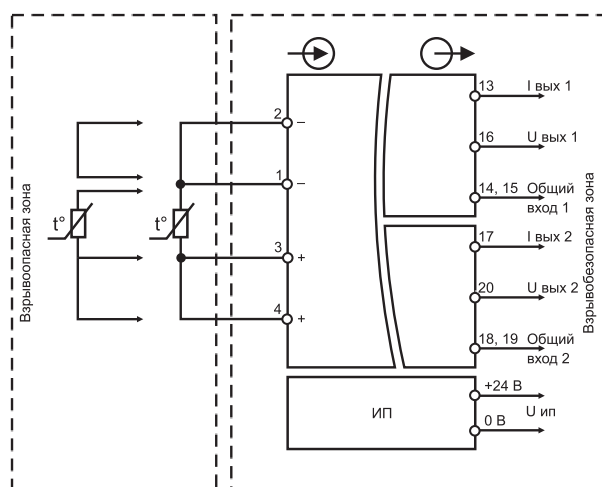 Взрывоопасная зона
t°
t°
2
–
1
–
3
+
4
+
13
I вых 1
16
U вых 1
14, 15 Общий
вход 1
17
I вых 2
20
U вых 2
18, 19 Общий
вход 2
ИП
+24 В
U ип
0 В
Взрывобезопасная зона